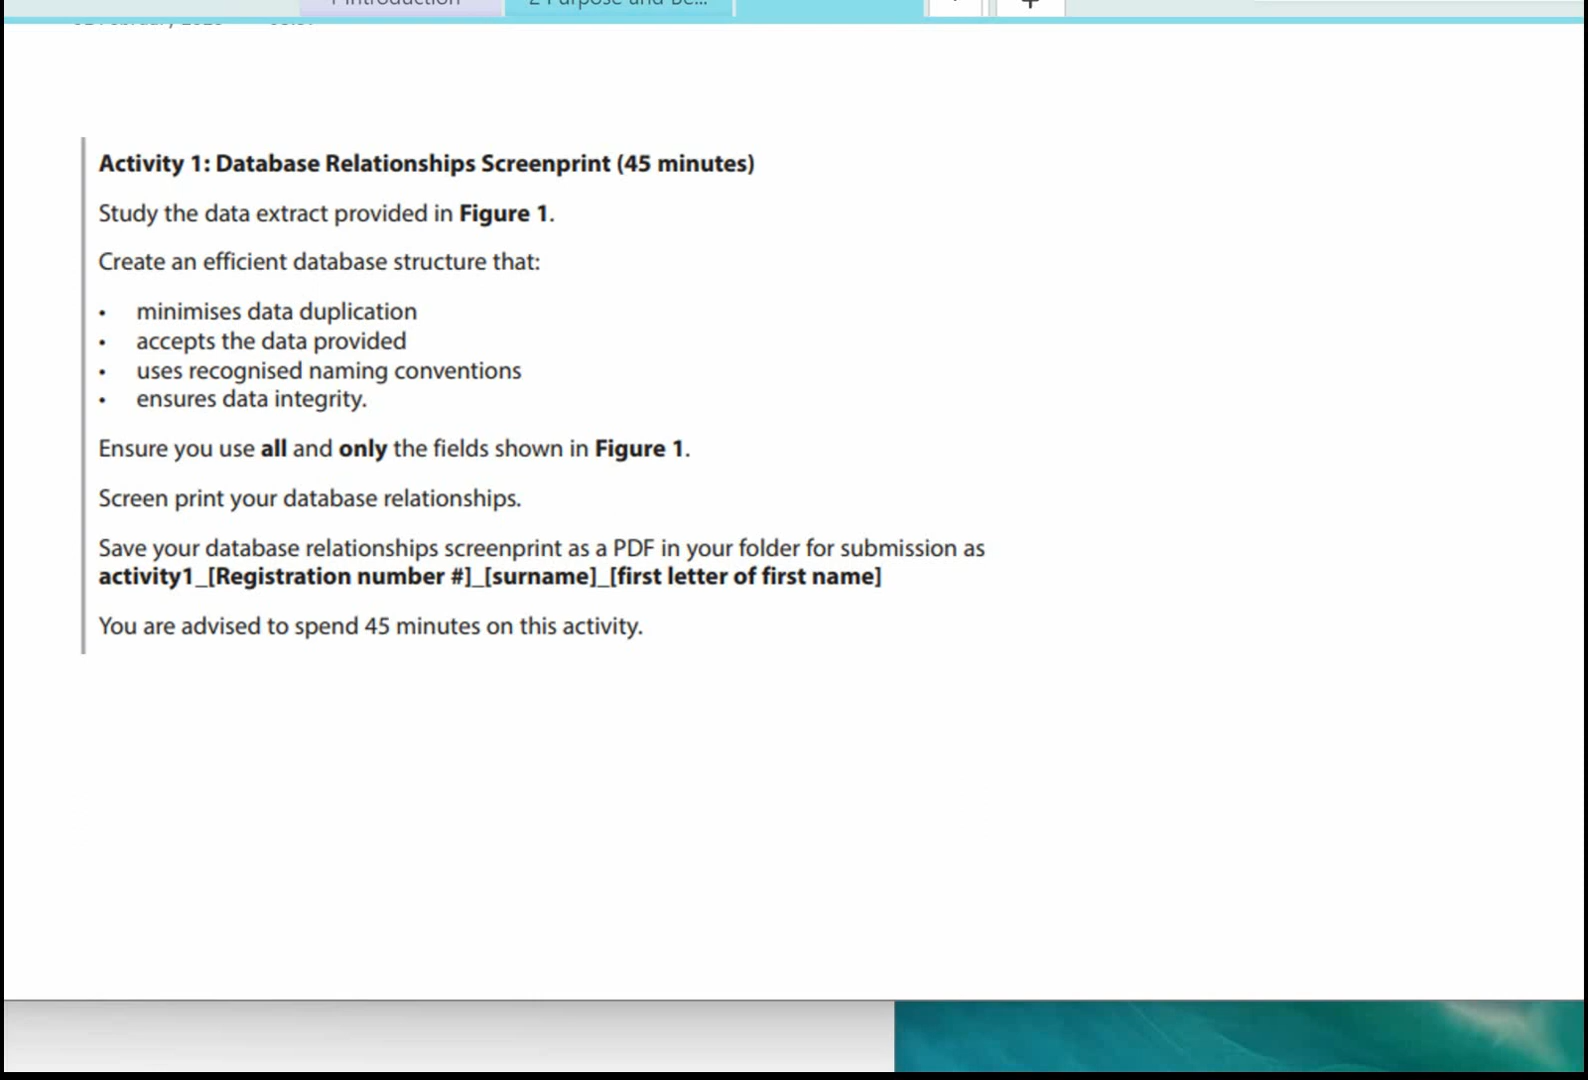 Activity 1: Database Relationships Screenprint (45 minutes)
Study the data extract provided in Figure 1.
Create an efficient database structure that:
• minimises data duplication
• accepts the data provided
• uses recognised naming conventions
• ensures data integrity.
Ensure you use all and only the fields shown in Figure 1.
Screen print your database relationships.
Save your database relationships screenprint as a PDF in your folder for submission as
activity1_[Registration number #]_[surname]_[first letter of first name]
You are advised to spend 45 minutes on this activity.